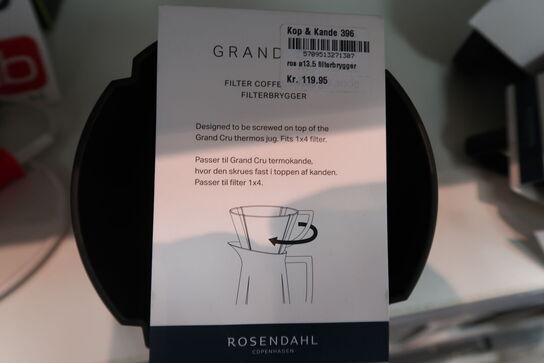 Kop & Kande 396
5709513271307
ros ø13,5 filterbrygger
Kr. 119.95
GRAND
FILTER COFFE
FILTERBRYGGER
Designed to be screwed on top of the
Grand Cru thermos jug. Fits 1x4 filter.
Passer til Grand Cru termokande,
hvor den skrues fast i toppen af kanden.
Passer til filter 1x4.
ROSENDAHL
COPENHAGEN